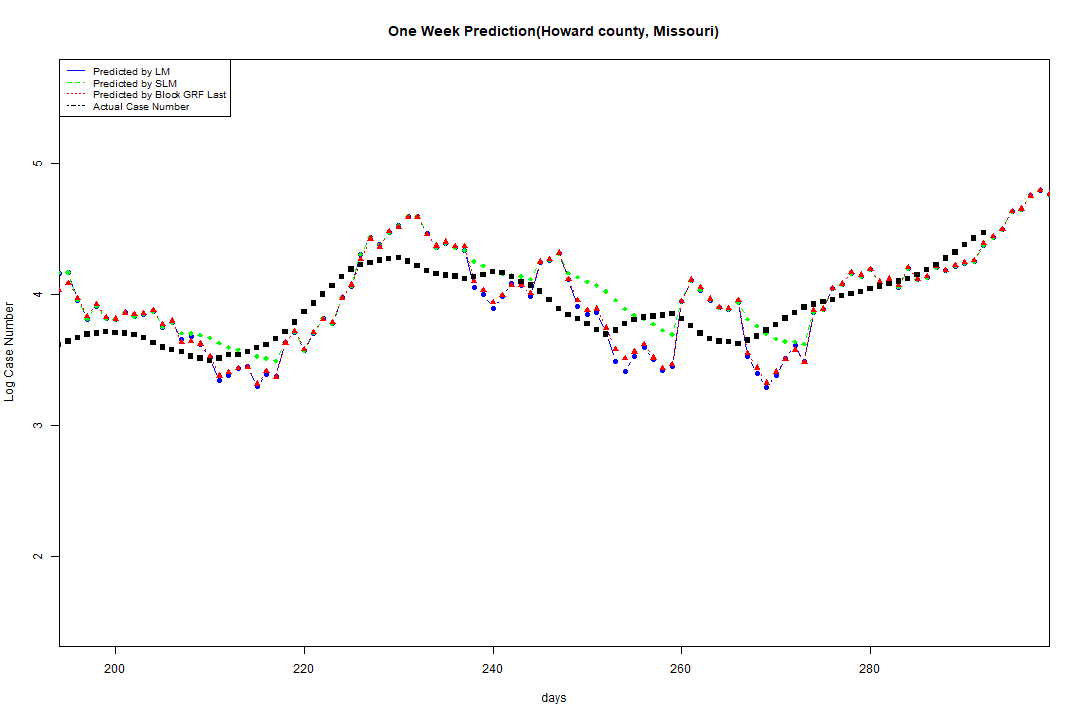 One Week Prediction(Howard county, Missouri)
Predicted by LM
Predicted by SLM
Predicted by Block GRF Last
Actual Case Number
5
4
3
2
Log Case Number
200
220
240
260
280
days